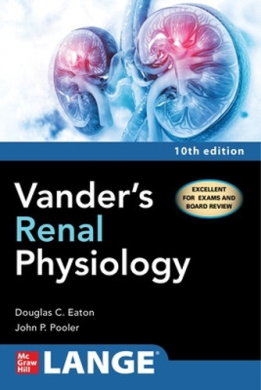 10th edition
Vander's
Renal
Physiology
EXCELLENT
FOR EXAMS AND
BOARD REVIEW
Douglas C. Eaton
John P. Pooler
Mc
Graw
Hill
LANGE®